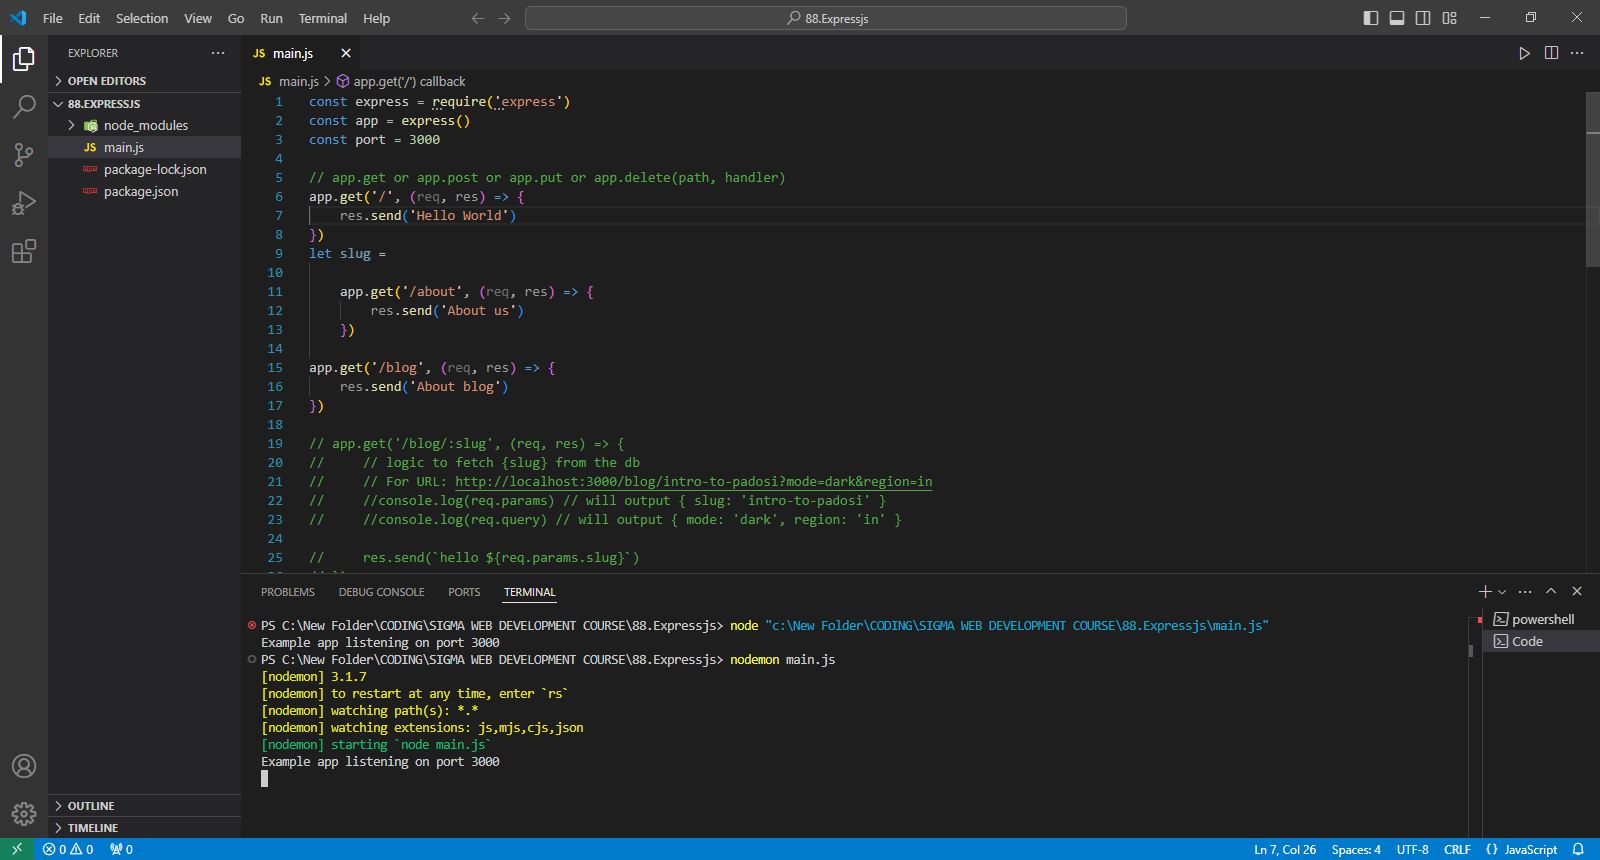 File Edit Selection View Go Run Terminal Help
88.Expressjs
EXPLORER
OPEN EDITORS
88.EXPRESSJS
node_modules
JS main.js
package-lock.json
package.json
OUTLINE
TIMELINE
JS main.js
JS main.js > app.get('/') callback
1 const express = require('express')
2 const app = express()
3 const port = 3000
4
5 // app.get or app.post or app.put or app.delete(path, handler)
6 app.get('/', (req, res) => {
7 res.send('Hello World')
8 })
9 let slug =
10
11 app.get('/about', (req, res) => {
12 res.send('About us')
13 })
14
15 app.get('/blog', (req, res) => {
16 res.send('About blog')
17 })
18
19 // app.get('/blog/:slug', (req, res) => {
20 // // logic to fetch {slug} from the db
21 // // For URL: http://localhost:3000/blog/intro-to-padosi?mode=dark&region=in
22 // //console.log(req.params) // will output { slug: 'intro-to-padosi' }
23 // //console.log(req.query) // will output { mode: 'dark', region: 'in' }
24
25 // res.send(`hello ${req.params.slug}`)
PROBLEMS DEBUG CONSOLE PORTS TERMINAL
PS C:\New Folder\CODING\SIGMA WEB DEVELOPMENT COURSE\88.Expressjs> node "c:\New Folder\CODING\SIGMA WEB DEVELOPMENT COURSE\88.Expressjs\main.js"
Example app listening on port 3000
PS C:\New Folder\CODING\SIGMA WEB DEVELOPMENT COURSE\88.Expressjs> nodemon main.js
[nodemon] 3.1.7
[nodemon] to restart at any time, enter `rs`
[nodemon] watching path(s): *.*
[nodemon] watching extensions: js,mjs,cjs,json
[nodemon] starting `node main.js`
Example app listening on port 3000
powershell
Code
0 0 0
Ln 7, Col 26 Spaces: 4 UTF-8 CRLF {} JavaScript